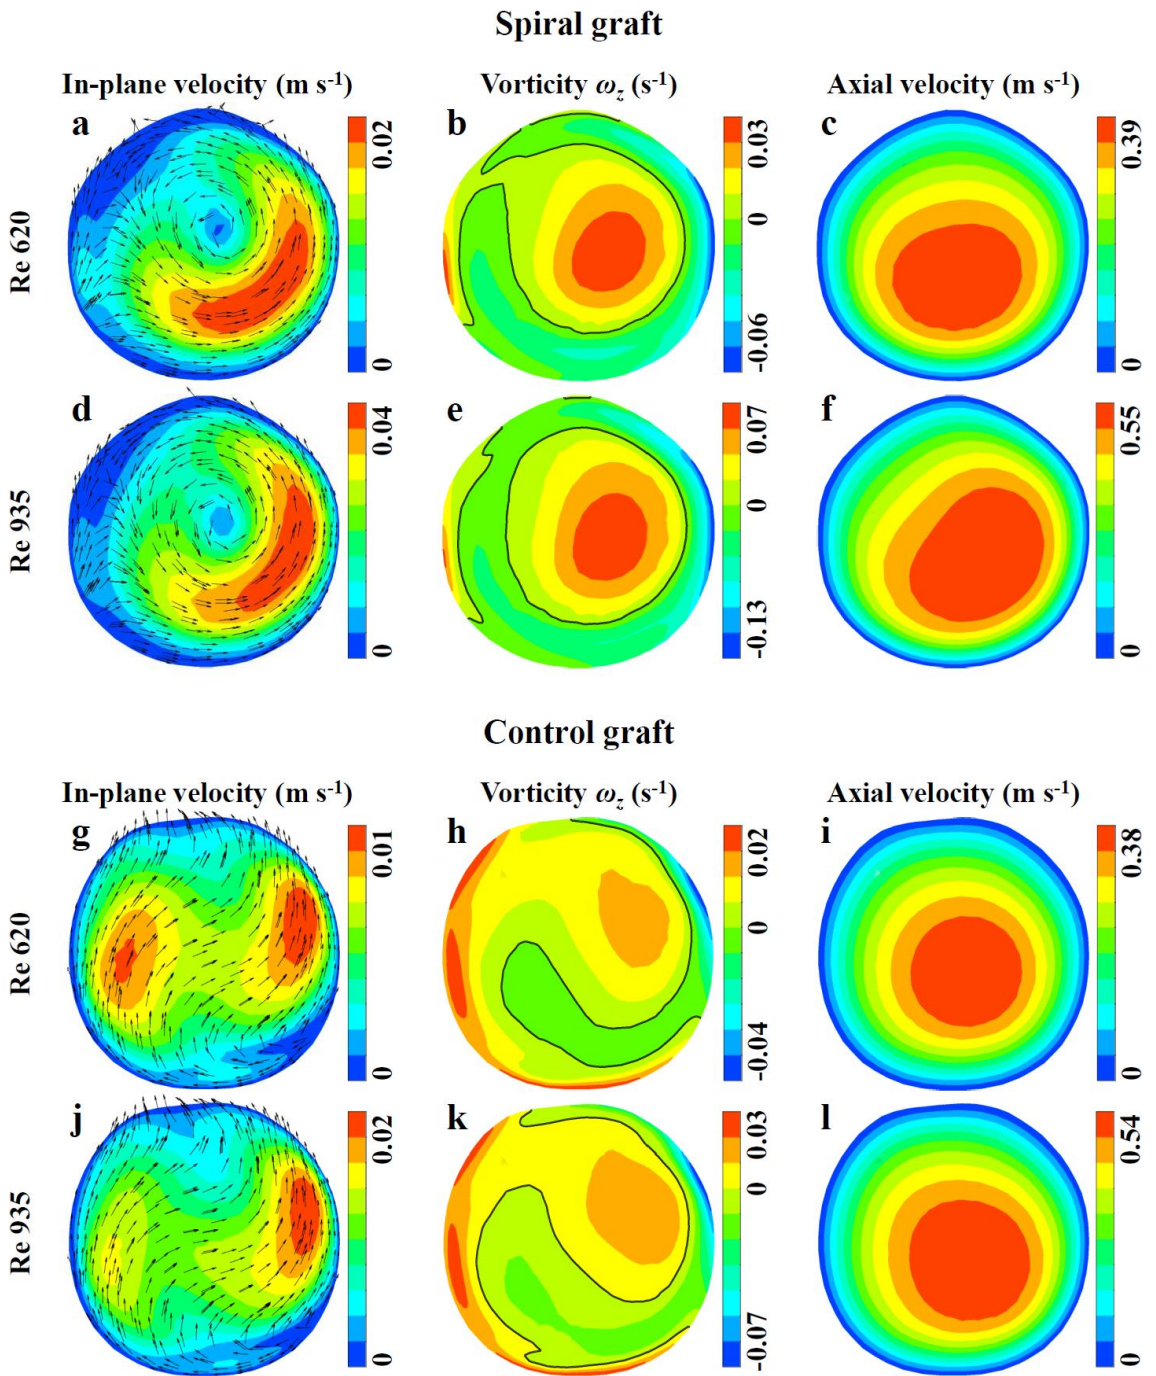 Spiral graft
In-plane velocity (m s⁻¹) Vorticity ω_z (s⁻¹) Axial velocity (m s⁻¹)
Re 620
a 0.02 0
b 0.03 0 -0.06
c 0.39 0
Re 935
d 0.04 0
e 0.07 0 -0.13
f 0.55 0
Control graft
In-plane velocity (m s⁻¹) Vorticity ω_z (s⁻¹) Axial velocity (m s⁻¹)
Re 620
g 0.01 0
h 0.02 0 -0.04
i 0.38 0
Re 935
j 0.02 0
k 0.03 0 -0.07
l 0.54 0